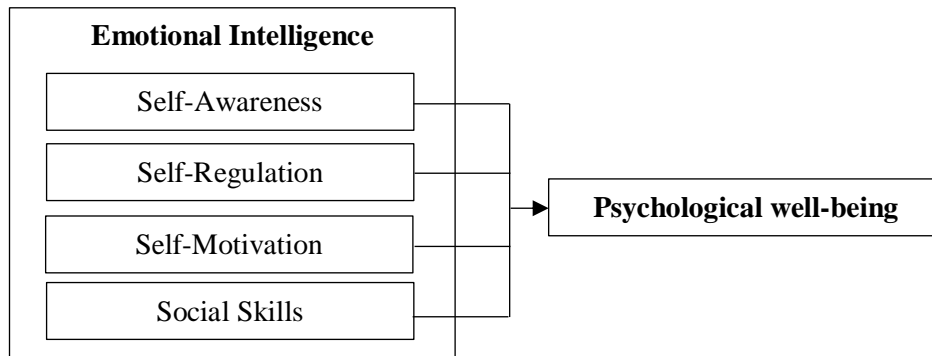 Emotional Intelligence
Self-Awareness
Self-Regulation
Self-Motivation
Social Skills
Psychological well-being